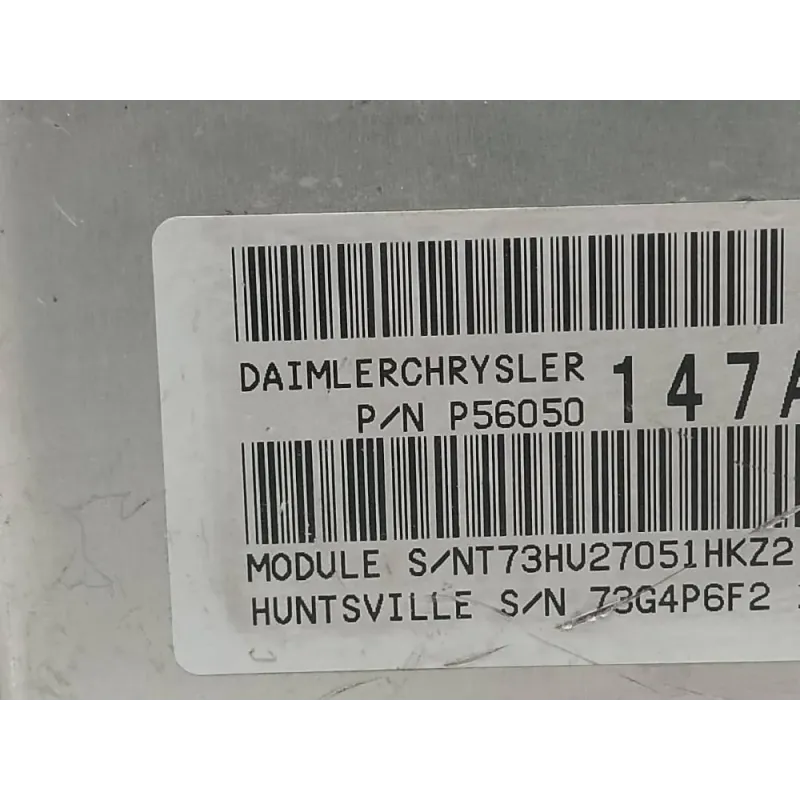 DAIMLERCHRYSLER
P/N P56050 147A
MODULE S/NT73HU27051HKZ2
HUNTSVILLE S/N 73G4P6F2